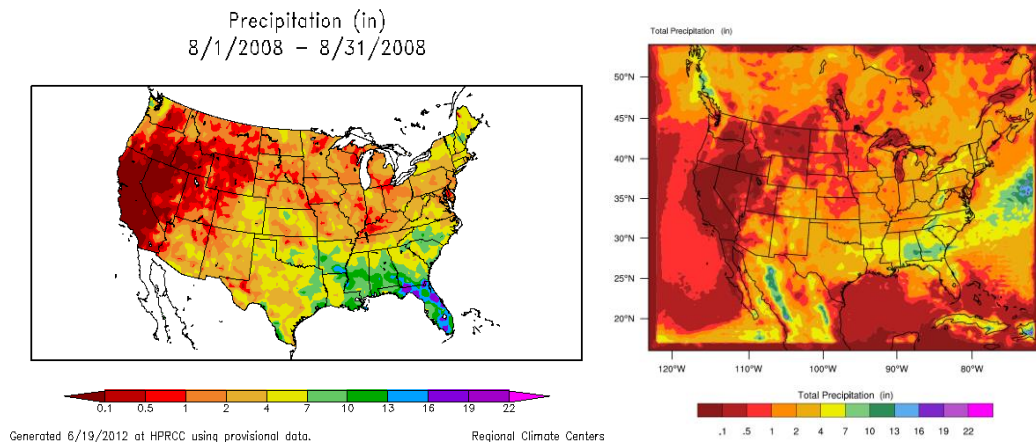 Precipitation (in)
8/1/2008 – 8/31/2008
0.1 0.5 1 2 4 7 10 13 16 19 22
Generated 6/19/2012 at HPRCC using provisional data.
Regional Climate Centers
Total Precipitation (in)
50°N
45°N
40°N
35°N
30°N
25°N
20°N
120°W 110°W 100°W 90°W 80°W
Total Precipitation (in)
.1 .5 1 2 4 7 10 13 16 19 22